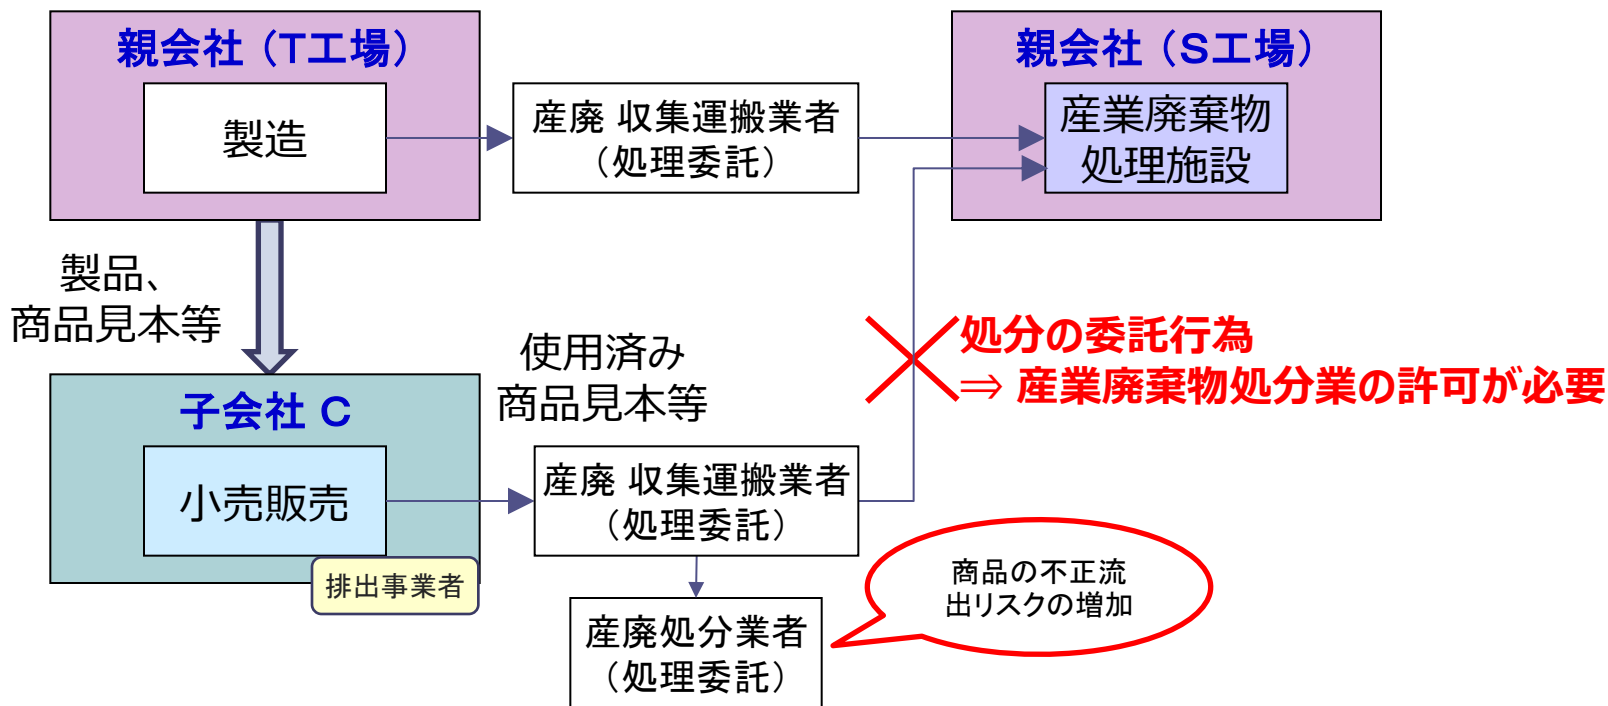 親会社（T工場）
製造
産廃 収集運搬業者
（処理委託）
親会社（S工場）
産業廃棄物
処理施設
製品、
商品見本等
使用済み
商品見本等
処分の委託行為
⇒ 産業廃棄物処分業の許可が必要
子会社 C
小売販売
排出事業者
産廃 収集運搬業者
（処理委託）
産廃処分業者
（処理委託）
商品の不正流
出リスクの増加